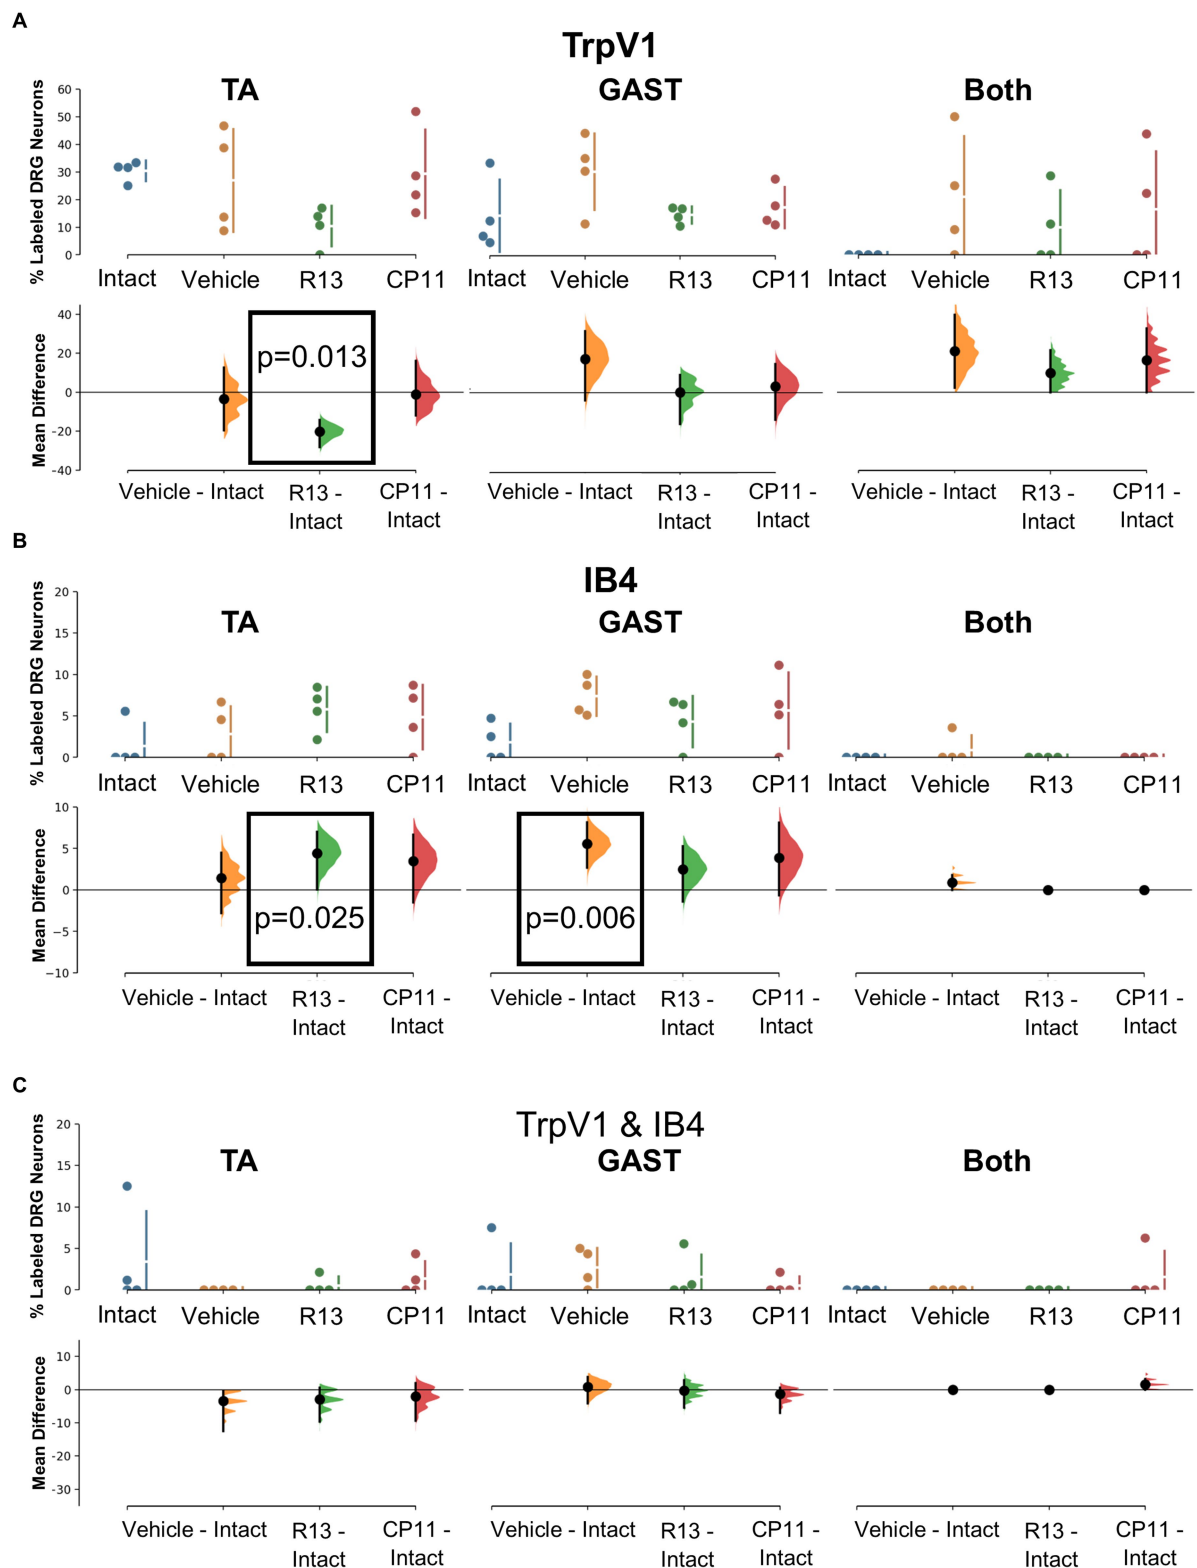 A
TrpV1
TA GAST Both
% Labeled DRG Neurons
60
50
40
30
20
10
0
Intact Vehicle R13 CP11 Intact Vehicle R13 CP11 Intact Vehicle R13 CP11
Mean Difference
40
20
0
-20
-40
p=0.013
Vehicle - Intact R13 - CP11 - Vehicle - Intact R13 - CP11 - Vehicle - Intact R13 - CP11 -
Intact Intact Intact Intact Intact Intact
B
IB4
TA GAST Both
% Labeled DRG Neurons
20
15
10
5
0
Intact Vehicle R13 CP11 Intact Vehicle R13 CP11 Intact Vehicle R13 CP11
Mean Difference
10
5
0
−5
−10
p=0.025 p=0.006
Vehicle - Intact R13 - CP11 - Vehicle - Intact R13 - CP11 - Vehicle - Intact R13 - CP11 -
Intact Intact Intact Intact Intact Intact
C
TrpV1 & IB4
TA GAST Both
% Labeled DRG Neurons
20
15
10
5
0
Intact Vehicle R13 CP11 Intact Vehicle R13 CP11 Intact Vehicle R13 CP11
Mean Difference
10
0
-10
-20
-30
Vehicle - Intact R13 - CP11 - Vehicle - Intact R13 - CP11 - Vehicle - Intact R13 - CP11 -
Intact Intact Intact Intact Intact Intact